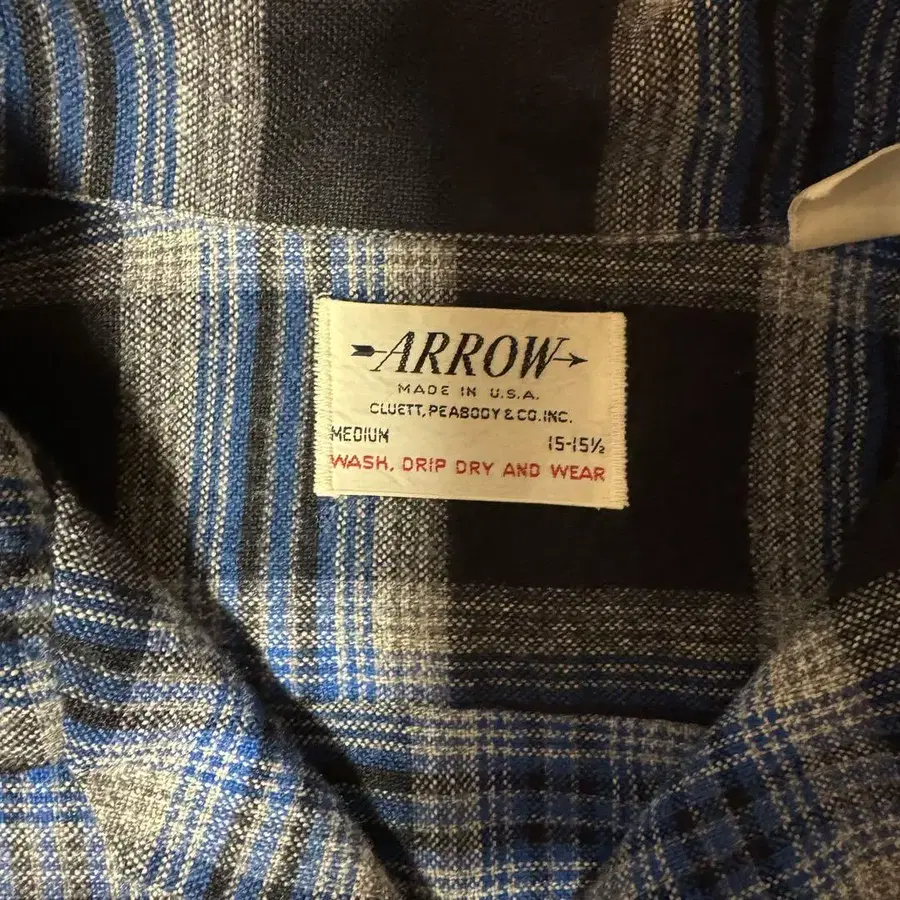 ARROW
MADE IN U.S.A.
CLUETT, PEABODY & CO. INC.
MEDIUM 15-15½
WASH, DRIP DRY AND WEAR